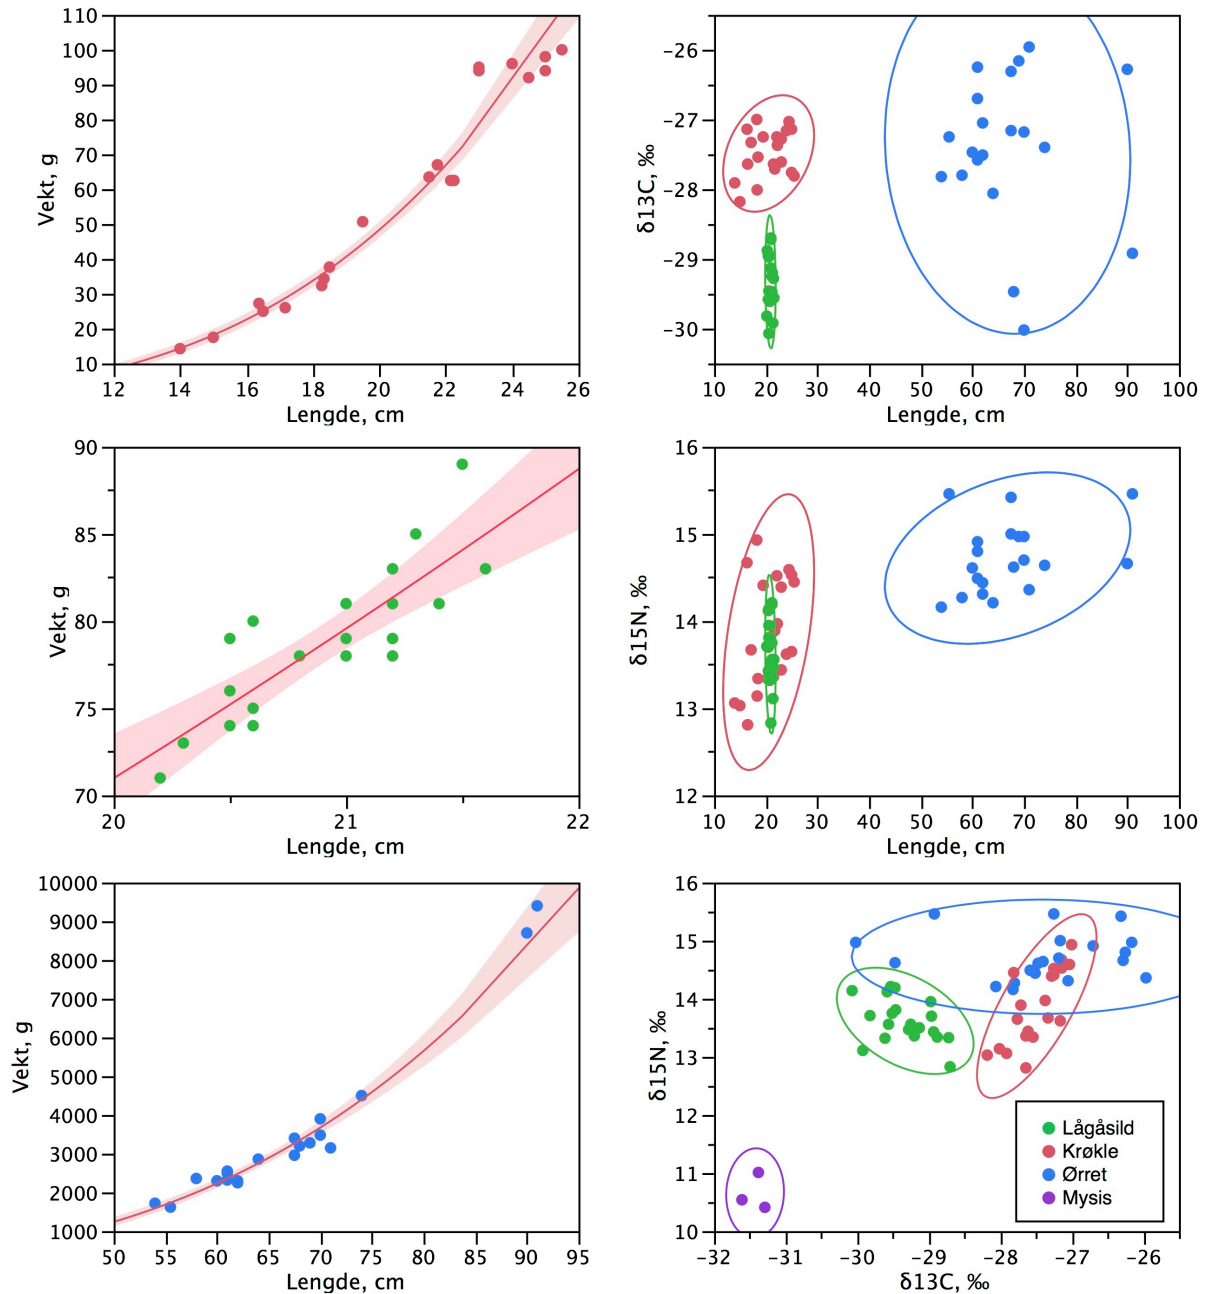 110
100
90
80
70
60
50
40
30
20
10
Vekt, g
12 14 16 18 20 22 24 26
Lengde, cm
-26
-27
-28
-29
-30
δ13C, ‰
10 20 30 40 50 60 70 80 90 100
Lengde, cm
90
85
80
75
70
Vekt, g
20 21 22
Lengde, cm
16
15
14
13
12
δ15N, ‰
10 20 30 40 50 60 70 80 90 100
Lengde, cm
10000
9000
8000
7000
6000
5000
4000
3000
2000
1000
Vekt, g
50 55 60 65 70 75 80 85 90 95
Lengde, cm
16
15
14
13
12
11
10
δ15N, ‰
Lågåsild
Krøkle
Ørret
Mysis
-32 -31 -30 -29 -28 -27 -26
δ13C, ‰